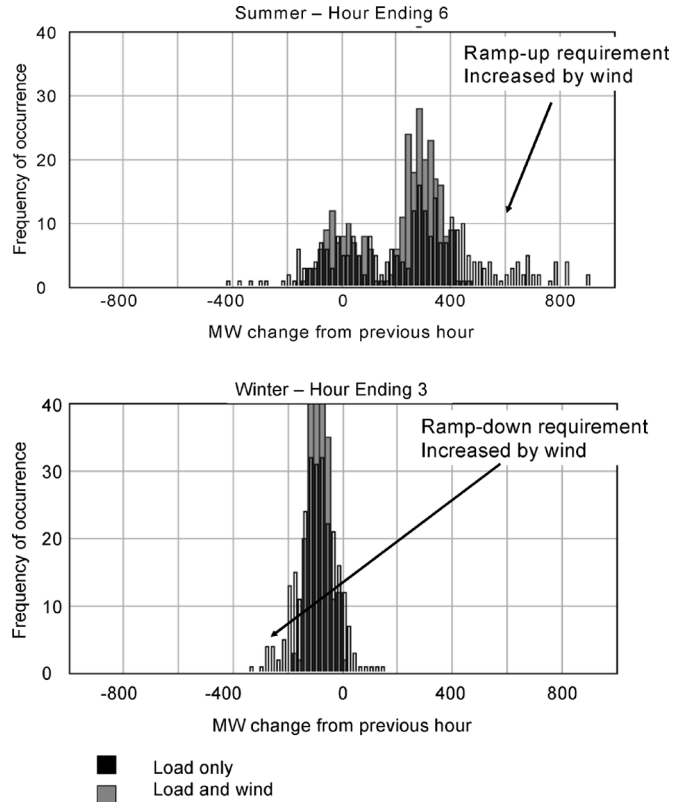 Summer – Hour Ending 6
40
Ramp-up requirement
Increased by wind
30
20
10
0
Frequency of occurrence
-800
-400
0
400
800
MW change from previous hour
Winter – Hour Ending 3
40
Ramp-down requirement
Increased by wind
30
20
10
0
Frequency of occurrence
-800
-400
0
400
800
MW change from previous hour
Load only
Load and wind